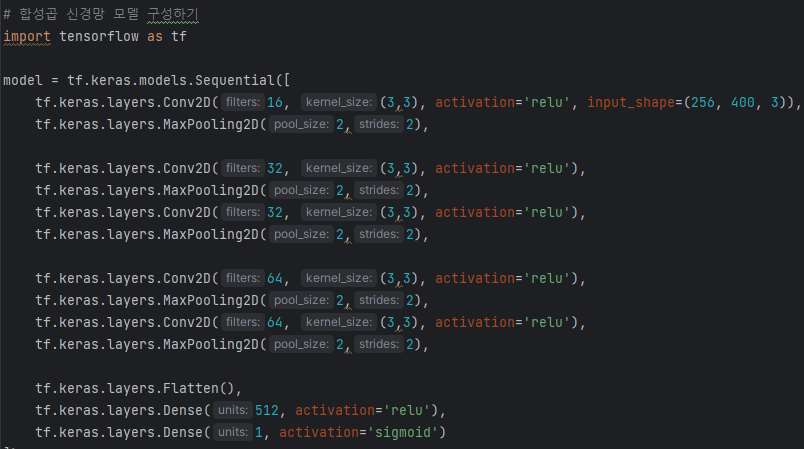 # 합성곱 신경망 모델 구성하기
import tensorflow as tf
model = tf.keras.models.Sequential([
tf.keras.layers.Conv2D( filters: 16, kernel_size: (3,3), activation='relu', input_shape=(256, 400, 3)),
tf.keras.layers.MaxPooling2D( pool_size: 2, strides: 2),
tf.keras.layers.Conv2D( filters: 32, kernel_size: (3,3), activation='relu'),
tf.keras.layers.MaxPooling2D( pool_size: 2, strides: 2),
tf.keras.layers.Conv2D( filters: 32, kernel_size: (3,3), activation='relu'),
tf.keras.layers.MaxPooling2D( pool_size: 2, strides: 2),
tf.keras.layers.Conv2D( filters: 64, kernel_size: (3,3), activation='relu'),
tf.keras.layers.MaxPooling2D( pool_size: 2, strides: 2),
tf.keras.layers.Conv2D( filters: 64, kernel_size: (3,3), activation='relu'),
tf.keras.layers.MaxPooling2D( pool_size: 2, strides: 2),
tf.keras.layers.Flatten(),
tf.keras.layers.Dense( units: 512, activation='relu'),
tf.keras.layers.Dense( units: 1, activation='sigmoid')